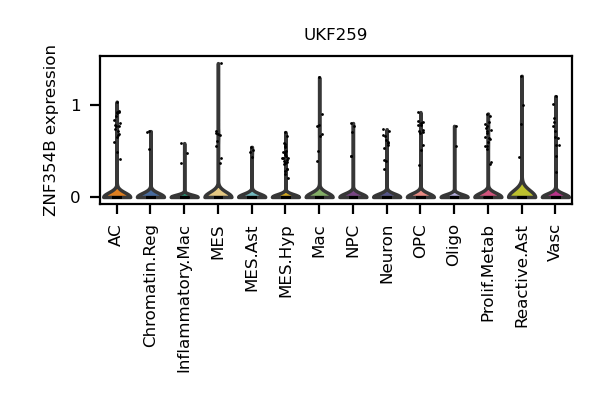 UKF259
ZNF354B expression
1
0
AC
Chromatin.Reg
Inflammatory.Mac
MES
MES.Ast
MES.Hyp
Mac
NPC
Neuron
OPC
Oligo
Prolif.Metab
Reactive.Ast
Vasc